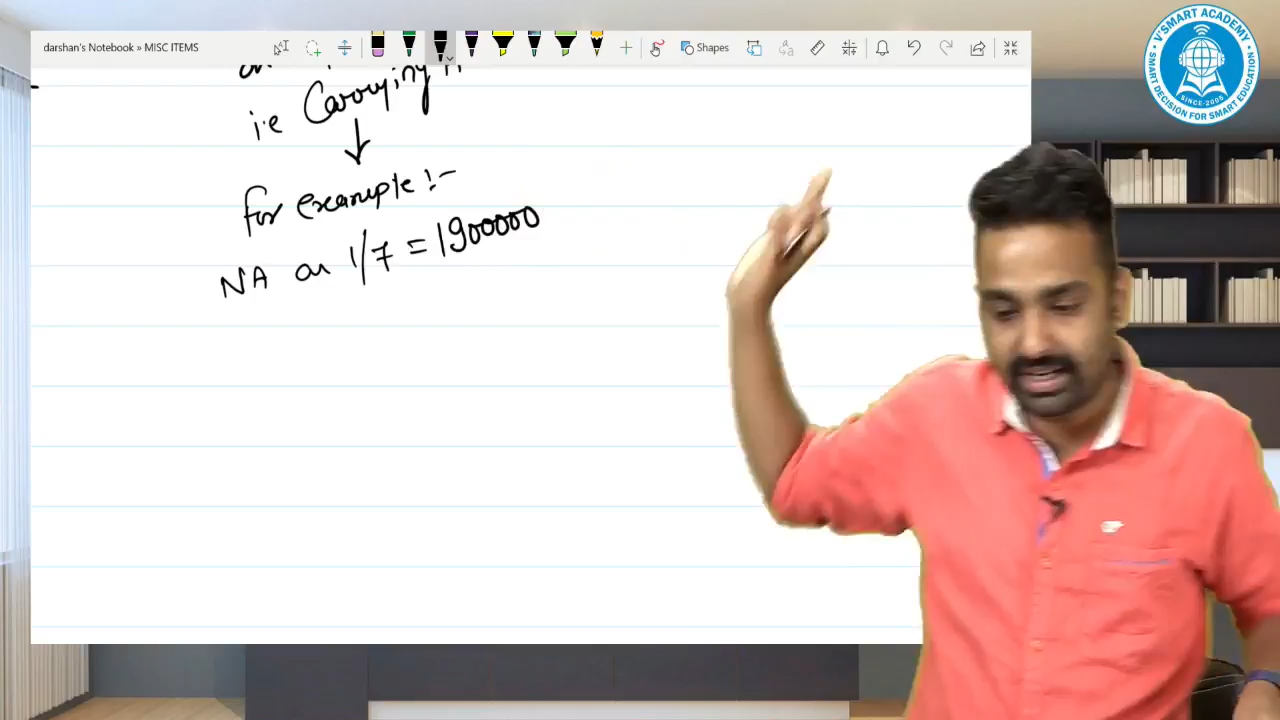 darshan's Notebook » MISC ITEMS
Shapes
V'SMART ACADEMY
SINCE-2005
SMART DECISION FOR SMART EDUCATION
on
i.e Carrying
for example :-
NA on 1/7 = 1900000